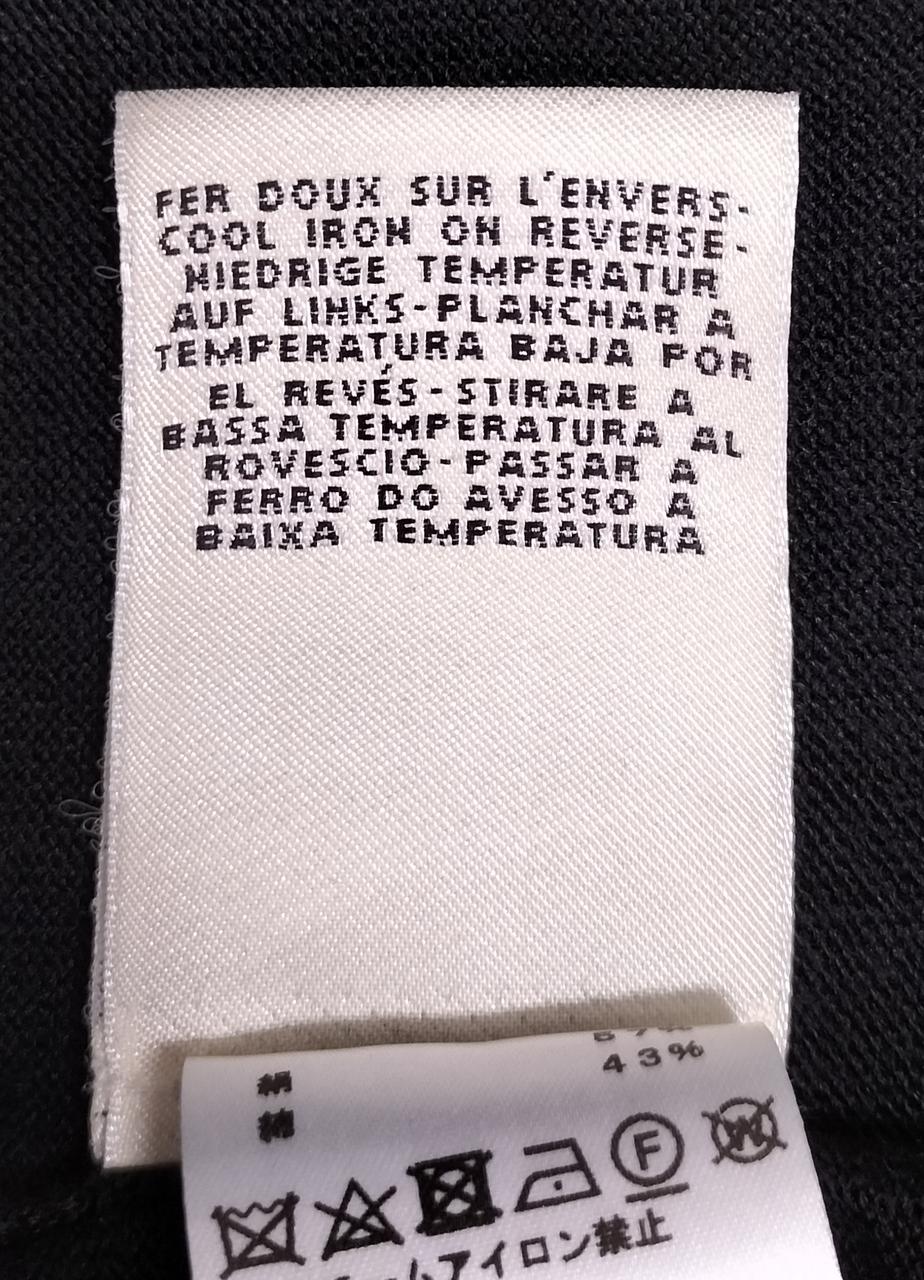 FER DOUX SUR L'ENVERS-
COOL IRON ON REVERSE-
NIEDRIGE TEMPERATUR
AUF LINKS-PLANCHAR A
TEMPERATURA BAJA POR
EL REVÉS-STIRARE A
BASSA TEMPERATURA AL
ROVESCIO-PASSAR A
FERRO DO AVESSO A
BAIXA TEMPERATURA
43%
絹
綿
F
W
アイロン禁止